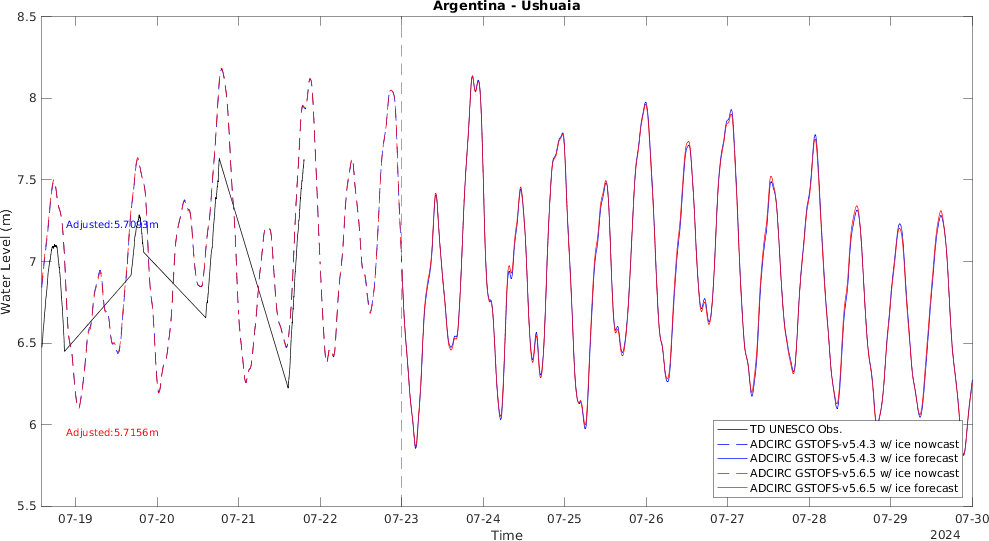 Argentina - Ushuaia
8.5
8
7.5
7
6.5
6
5.5
Water Level (m)
Adjusted:5.7093m
Adjusted:5.7156m
TD UNESCO Obs.
ADCIRC GSTOFS-v5.4.3 w/ ice nowcast
ADCIRC GSTOFS-v5.4.3 w/ ice forecast
ADCIRC GSTOFS-v5.6.5 w/ ice nowcast
ADCIRC GSTOFS-v5.6.5 w/ ice forecast
07-19 07-20 07-21 07-22 07-23 07-24 07-25 07-26 07-27 07-28 07-29 07-30
Time
2024